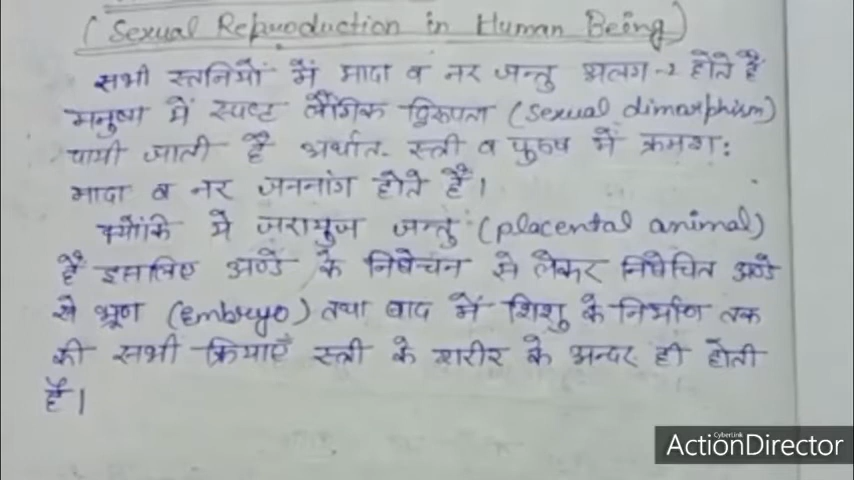 (Sexual Reproduction in Human Being)
सभी स्तनियों में मादा व नर जन्तु अलग-2 होते हैं
मनुष्य में स्पष्ट लैंगिक द्विरूपता (sexual dimorphism)
पायी जाती है अर्थात- स्त्री व पुरुष में क्रमशः
मादा व नर जननांग होते हैं।
क्योंकि ये जरायुज जन्तु (placental animal)
है इसलिए अण्डे के निषेचन से लेकर निषेचित अण्डे
से भ्रूण (embryo) तथा बाद में शिशु के निर्माण तक
की सभी क्रियाएँ स्त्री के शरीर के अन्दर ही होती
है।
CyberLink
ActionDirector